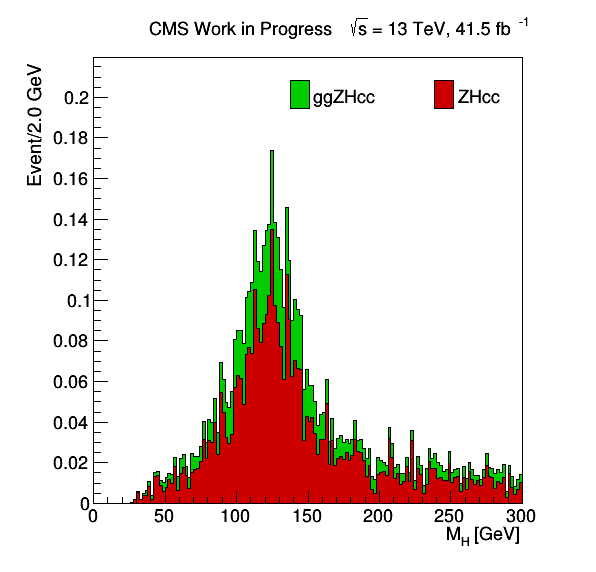 CMS Work in Progress √s = 13 TeV, 41.5 fb⁻¹
Event/2.0 GeV
ggZHcc ZHcc
0.2
0.18
0.16
0.14
0.12
0.1
0.08
0.06
0.04
0.02
0
0 50 100 150 200 250 300
M_H [GeV]